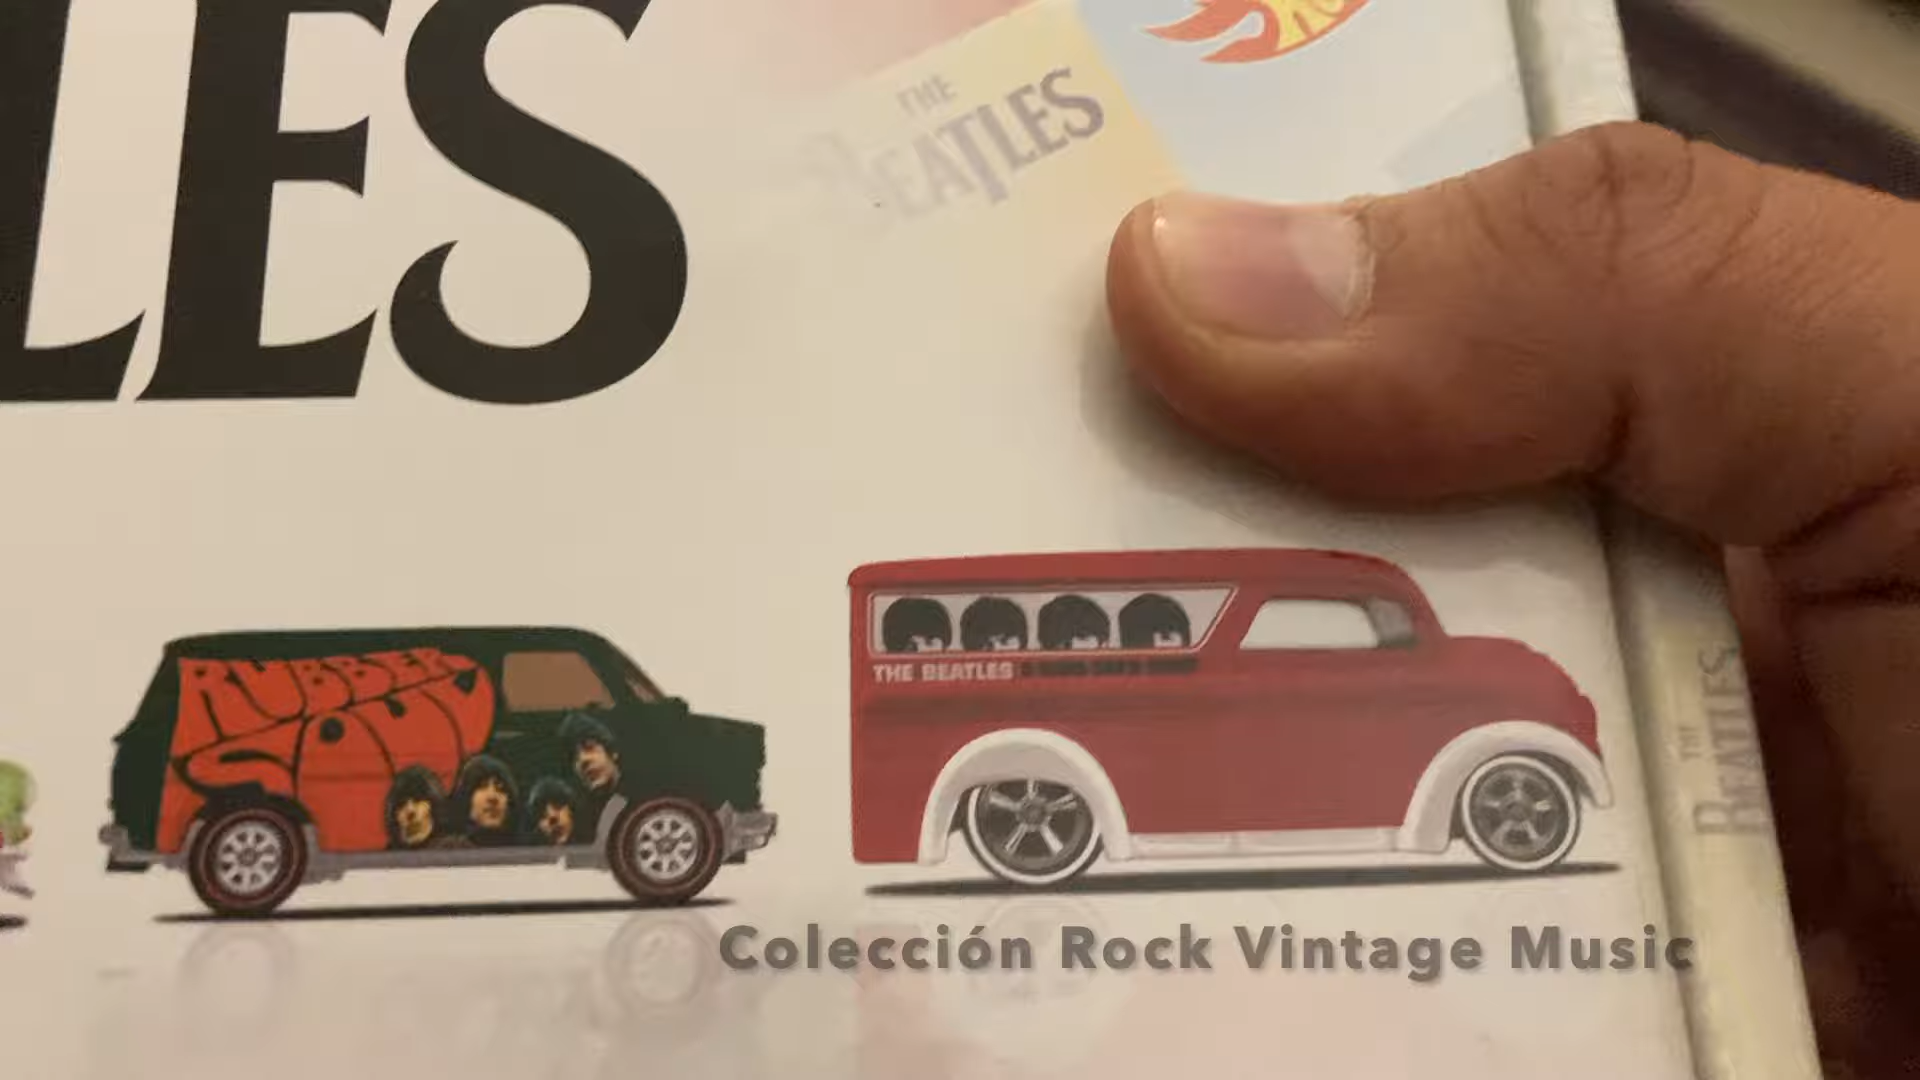 LES
THE
BEATLES
RUBBER
SOUL
THE BEATLES
THE
BEATLES
Colección Rock Vintage Music